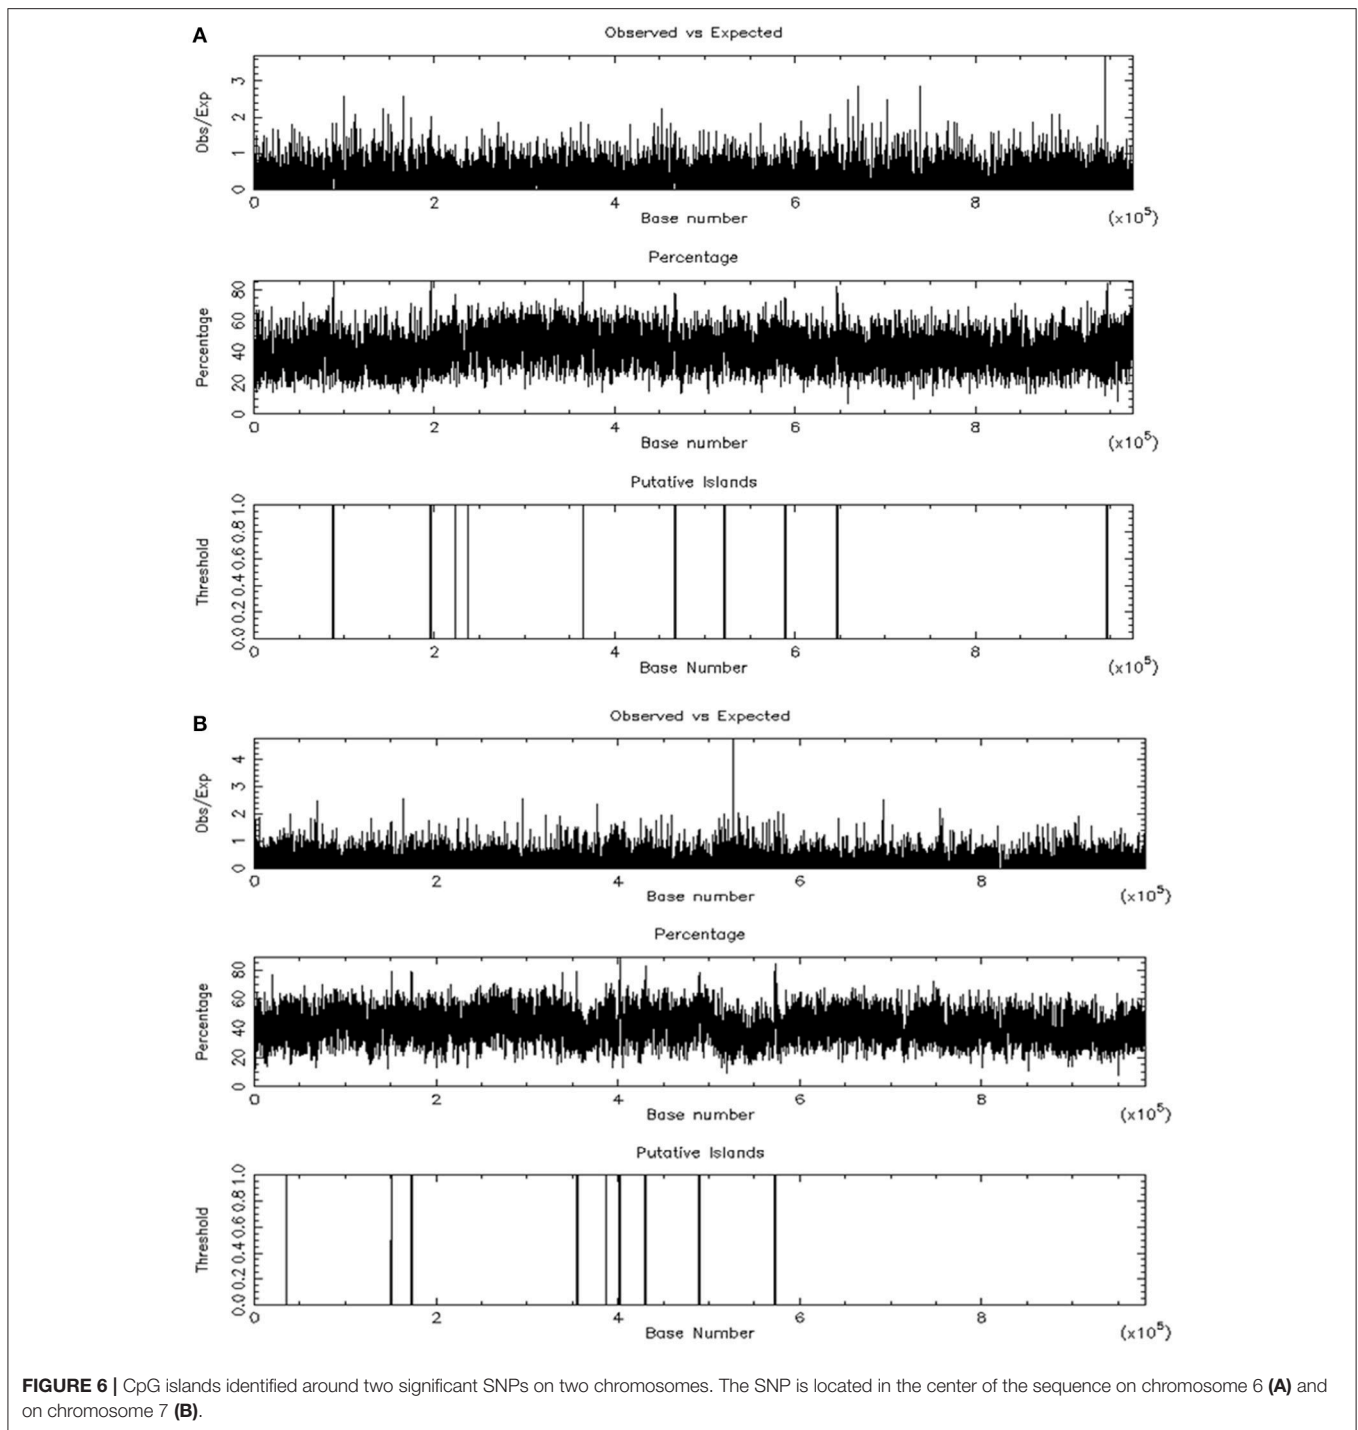 A
Observed vs Expected
Obs/Exp
0 1 2 3
0 2 4 6 8
Base number (x10⁵)
Percentage
Percentage
0 20 40 60 80
0 2 4 6 8
Base number (x10⁵)
Putative Islands
Threshold
0.0 0.2 0.4 0.6 0.8 1.0
0 2 4 6 8
Base Number (x10⁵)
B
Observed vs Expected
Obs/Exp
0 1 2 3 4
0 2 4 6 8
Base number (x10⁵)
Percentage
Percentage
0 20 40 60 80
0 2 4 6 8
Base number (x10⁵)
Putative Islands
Threshold
0.0 0.2 0.4 0.6 0.8 1.0
0 2 4 6 8
Base Number (x10⁵)
FIGURE 6 | CpG islands identified around two significant SNPs on two chromosomes. The SNP is located in the center of the sequence on chromosome 6 (A) and
on chromosome 7 (B).